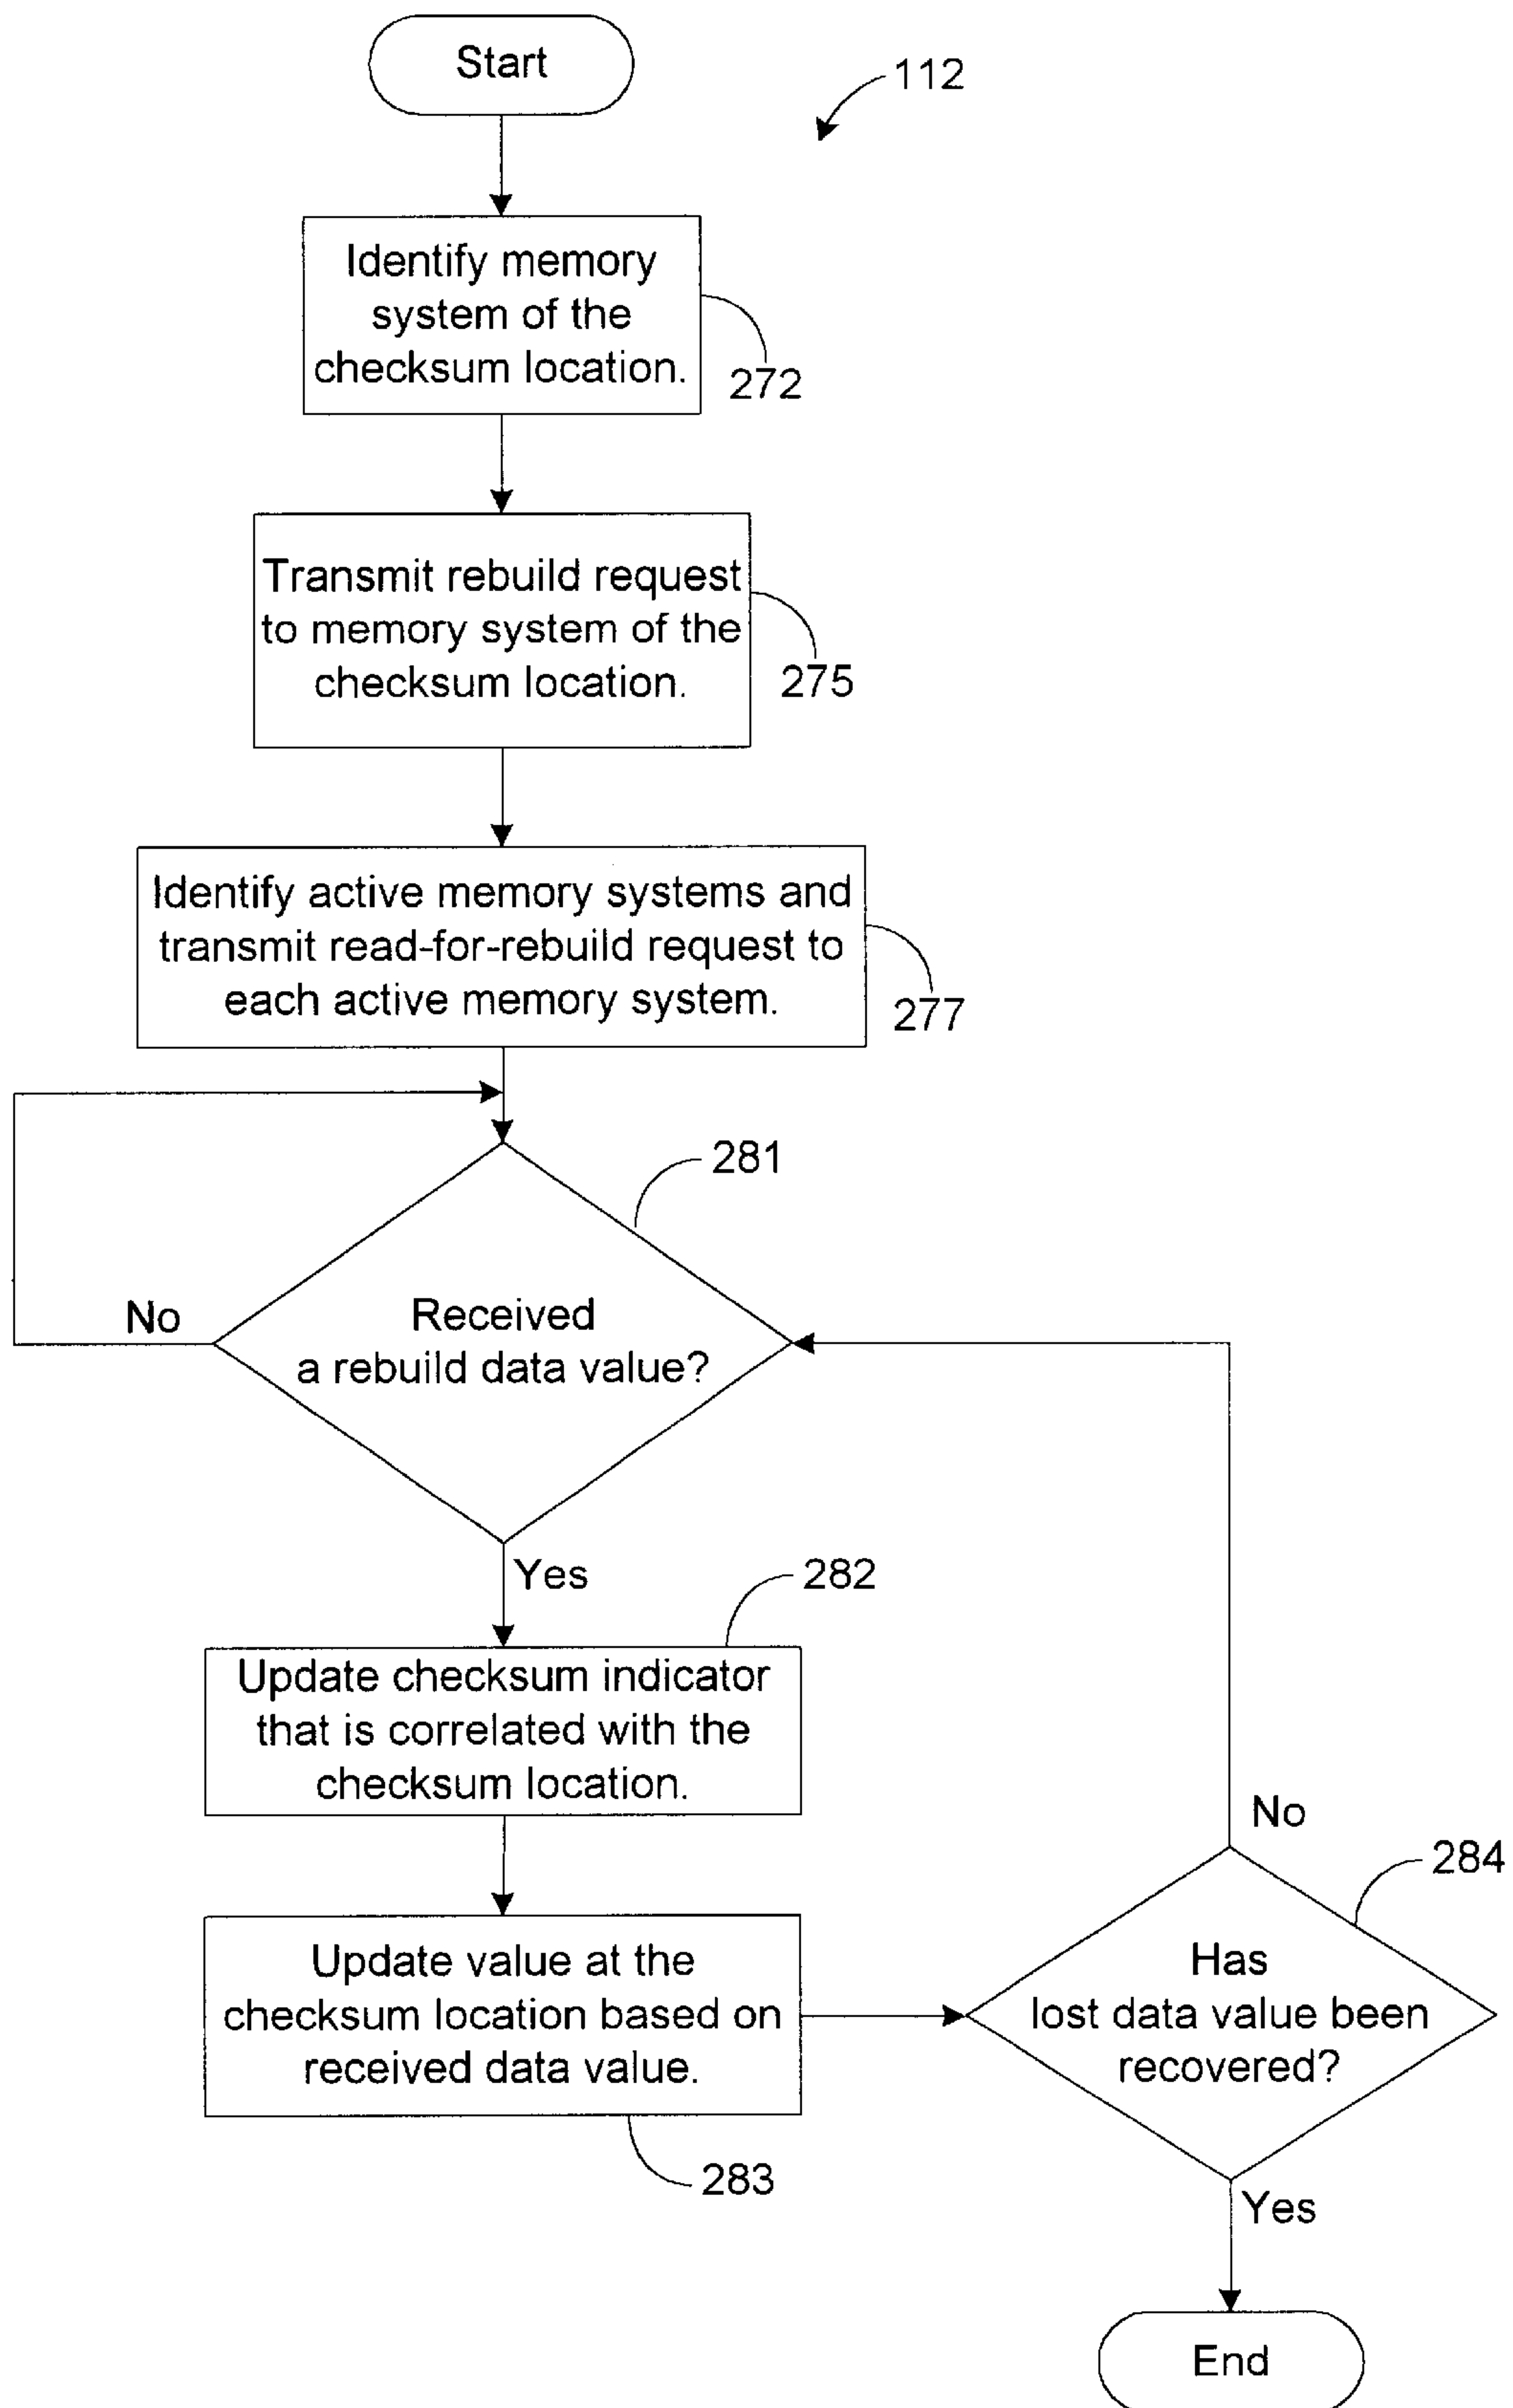 Start
112
Identify memory
system of the
checksum location.
272
Transmit rebuild request
to memory system of the
checksum location.
275
Identify active memory systems and
transmit read-for-rebuild request to
each active memory system.
277
281
Received
a rebuild data value?
No
Yes
282
Update checksum indicator
that is correlated with the
checksum location.
Update value at the
checksum location based on
received data value.
283
No
284
Has
lost data value been
recovered?
Yes
End